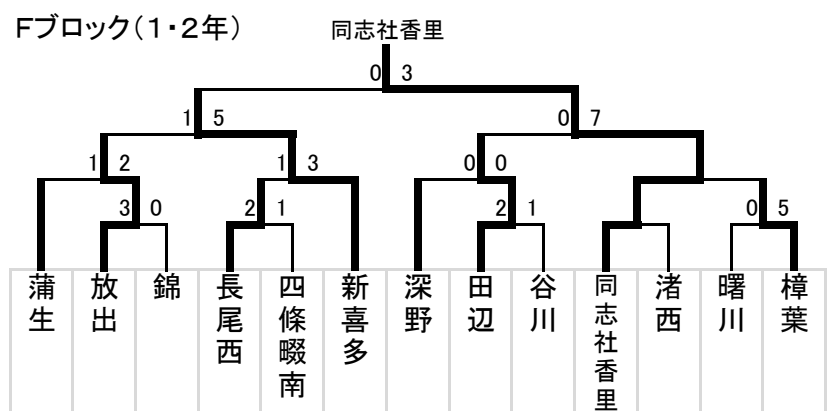 Fブロック(1・2年)
同志社香里
0 3
1 5
0 7
1 2
1 3
0 0
3 0
2 1
2 1
0 5
蒲生
放出
錦
長尾西
四條畷南
新喜多
深野
田辺
谷川
同志社香里
渚西
曙川
樟葉